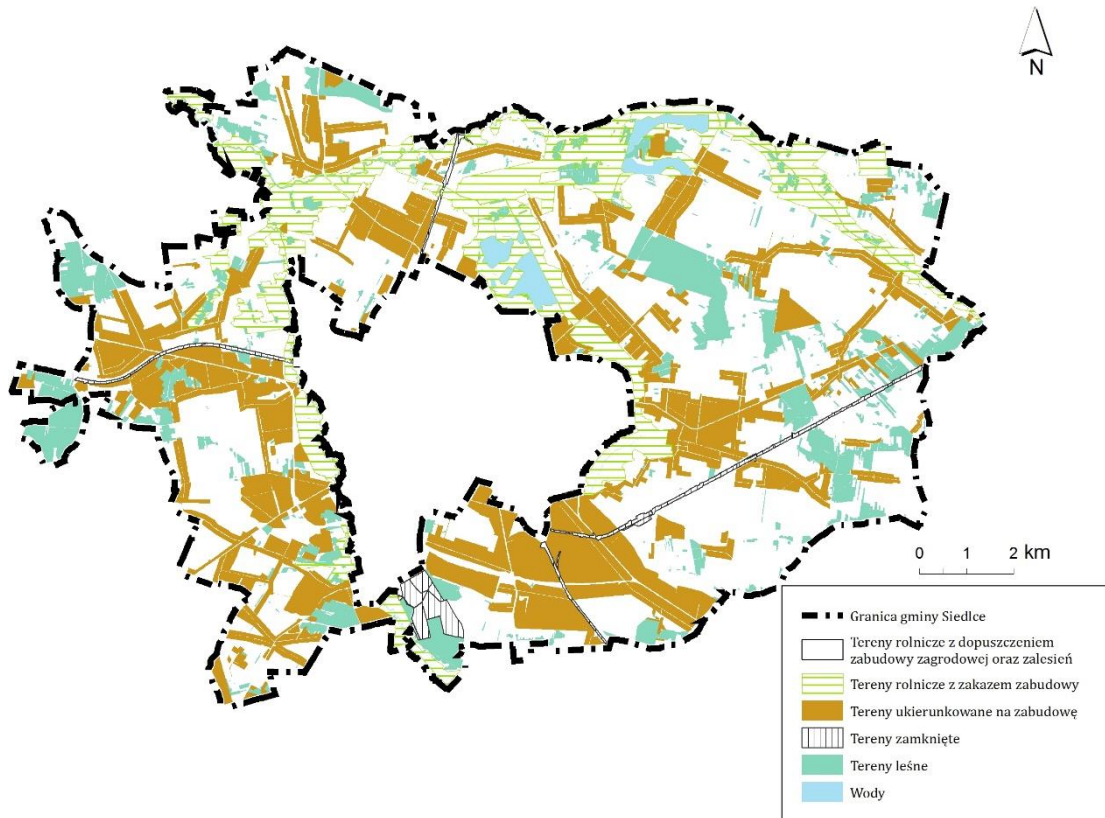 N
0 1 2 km
Granica gminy Siedlce
Tereny rolnicze z dopuszczeniem
zabudowy zagrodowej oraz zalesień
Tereny rolnicze z zakazem zabudowy
Tereny ukierunkowane na zabudowę
Tereny zamknięte
Tereny leśne
Wody